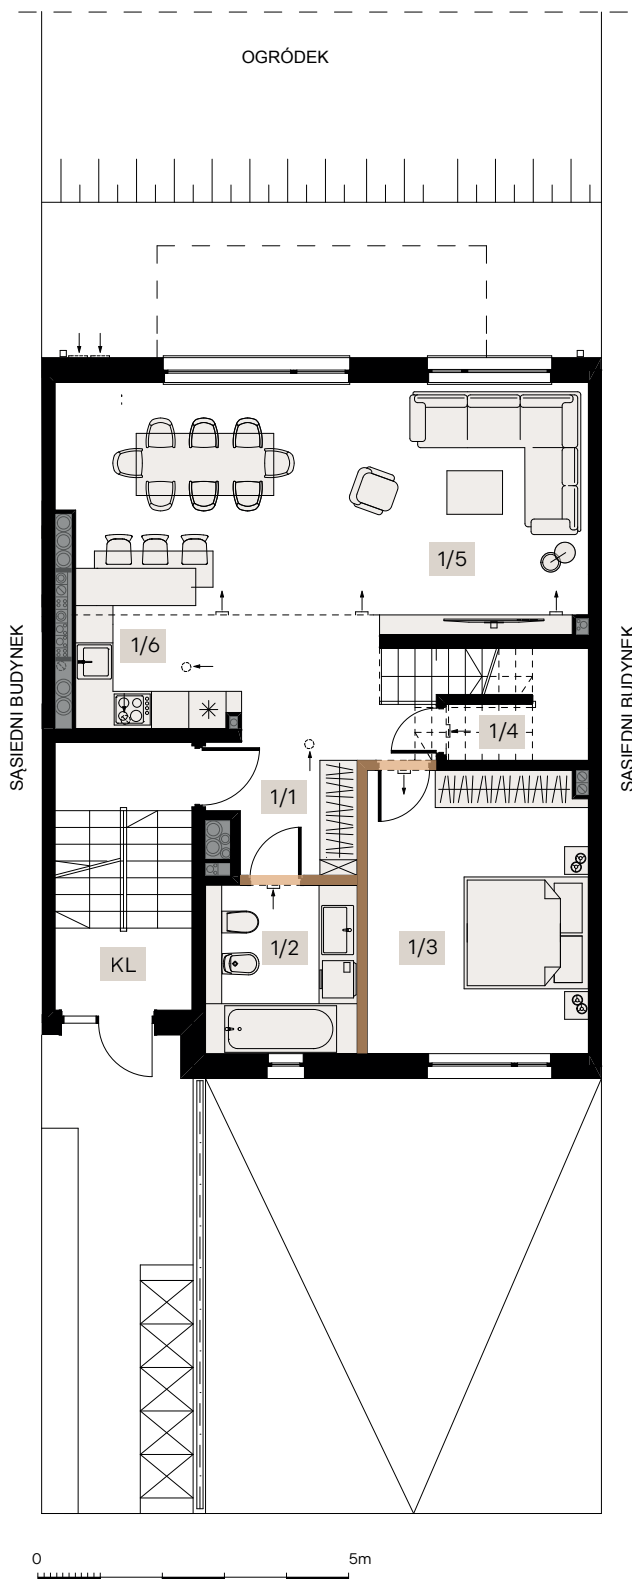 OGRÓDEK
1/5
SĄSIEDNI BUDYNEK
1/6
SĄSIEDNI BUDYNEK
1/4
1/1
1/2
1/3
KL
0
5m